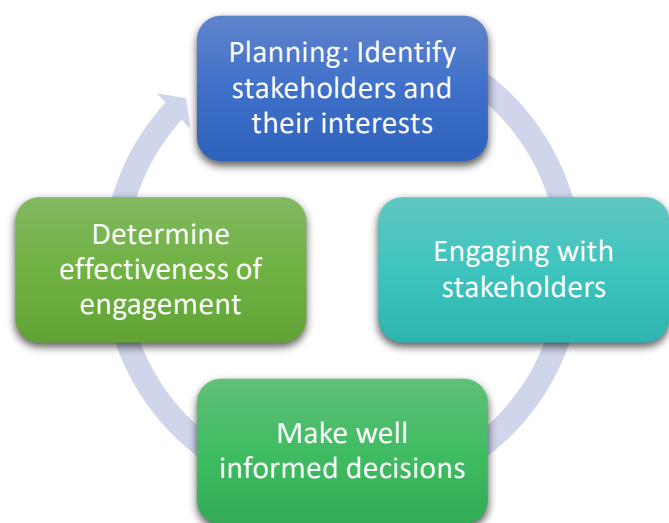 Planning: Identify
stakeholders and
their interests
Engaging with
stakeholders
Make well
informed decisions
Determine
effectiveness of
engagement